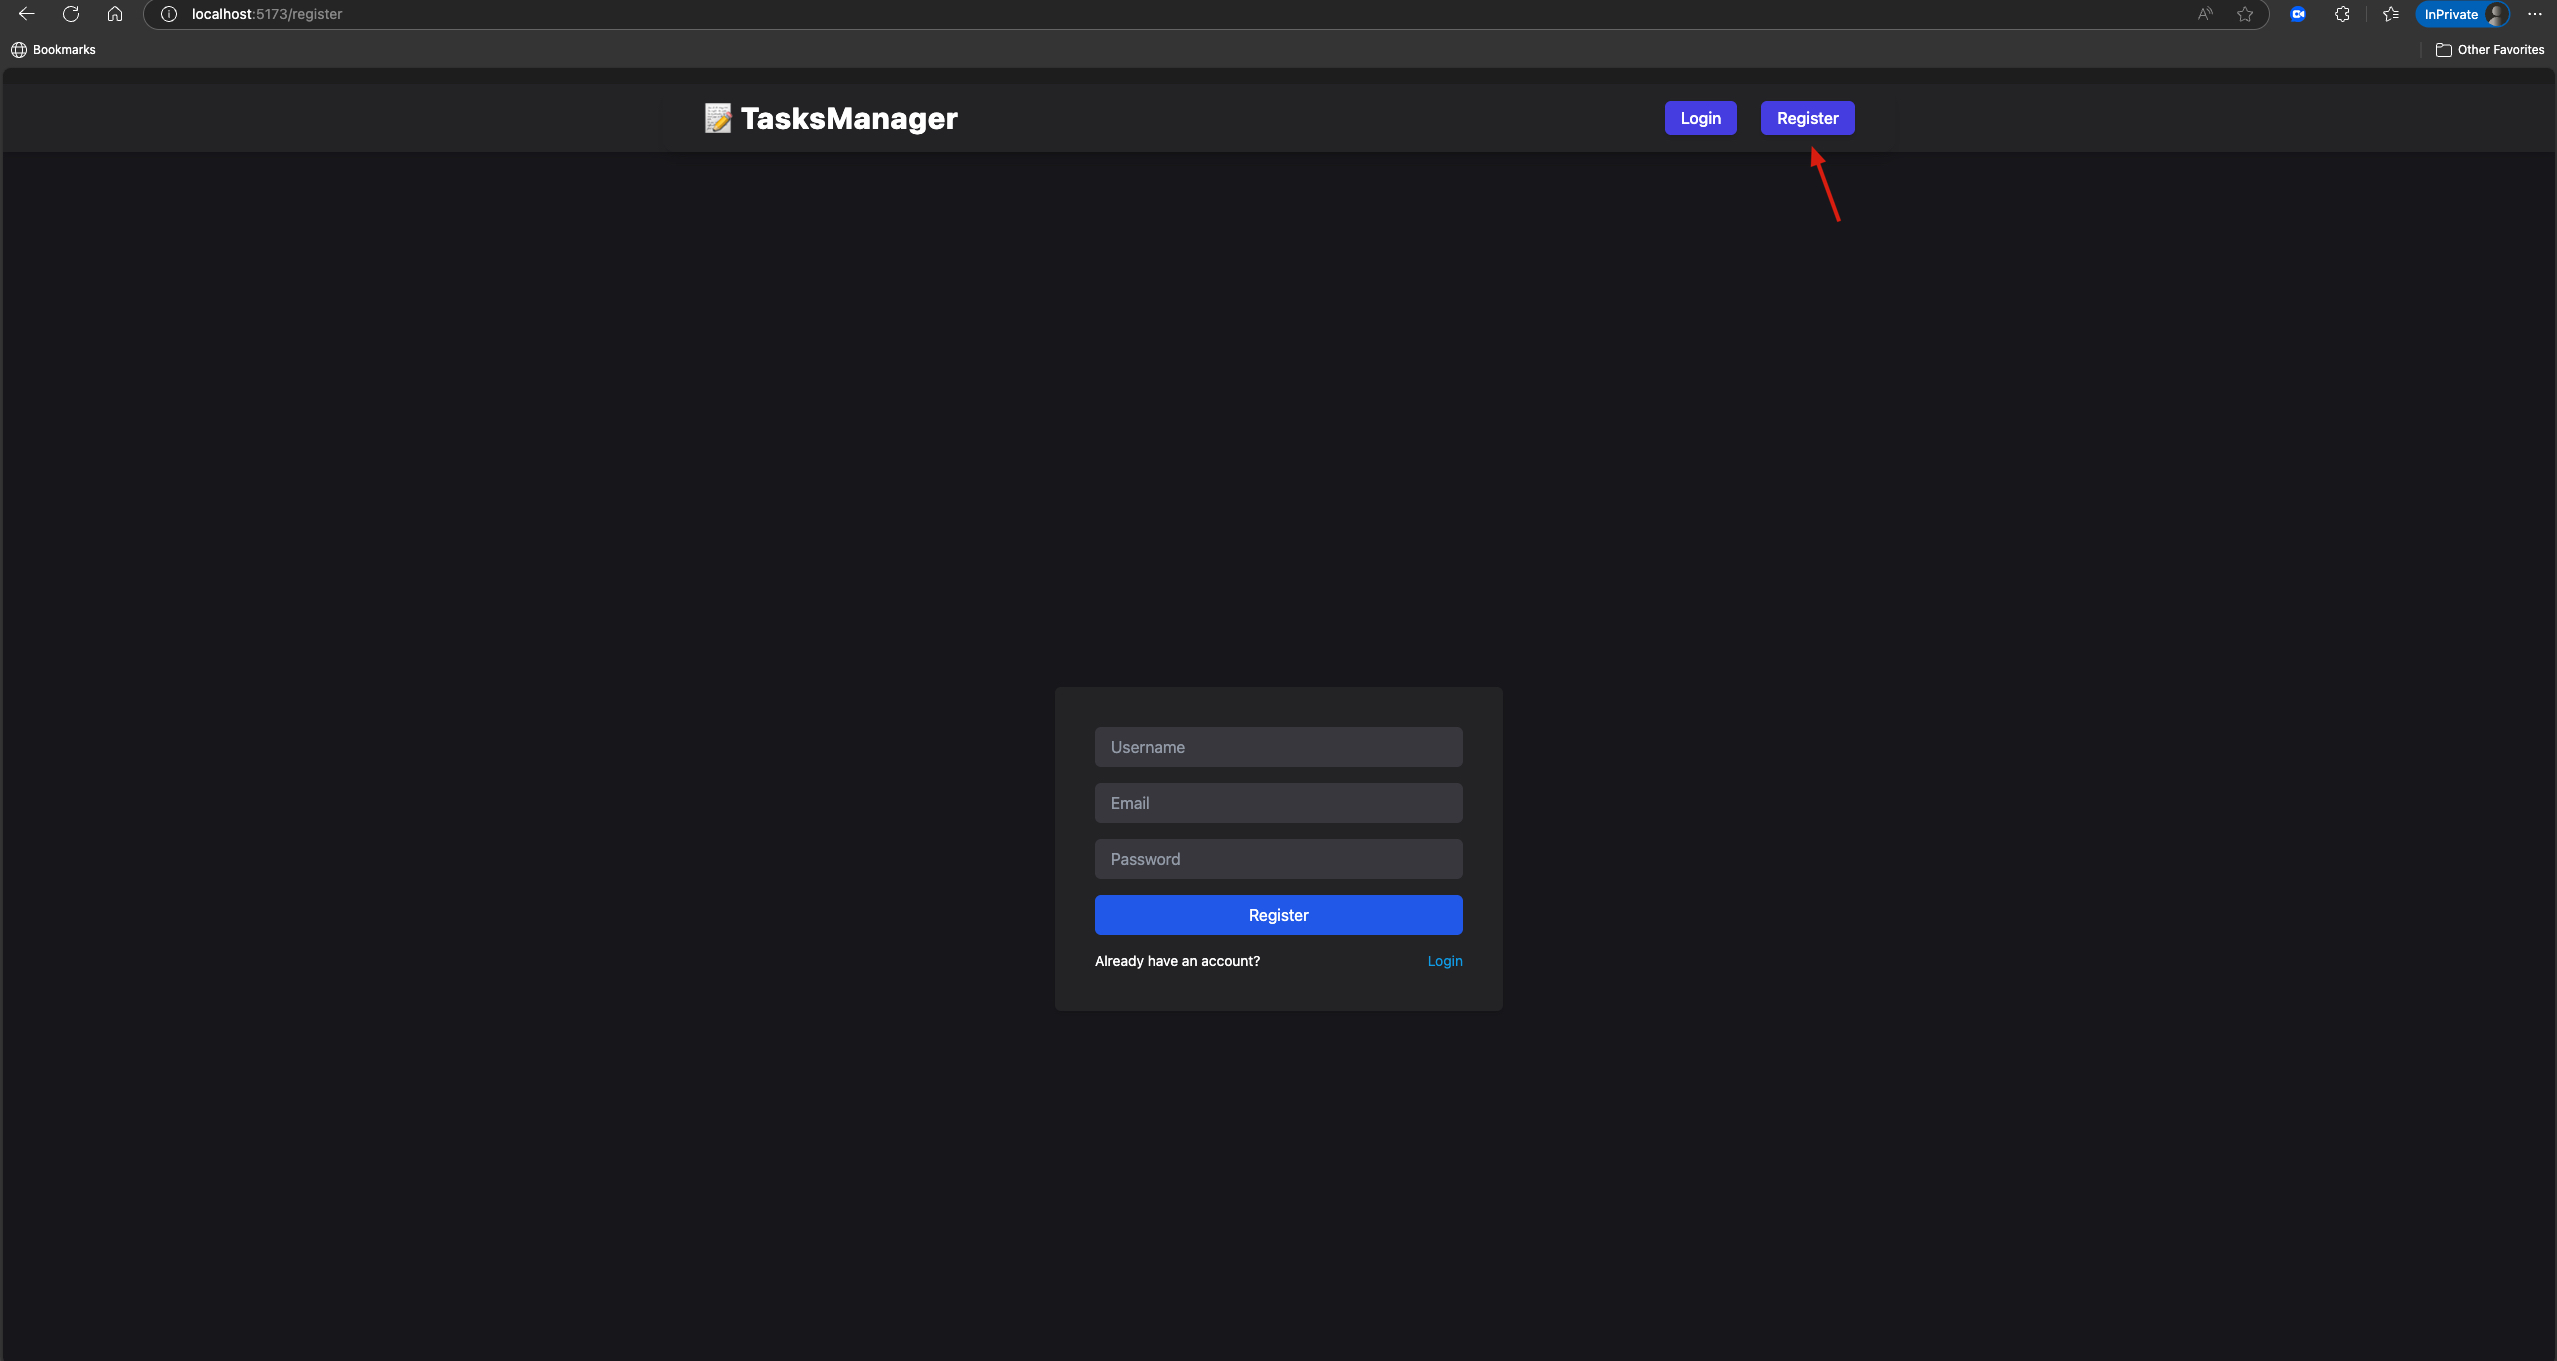 localhost:5173/register
InPrivate
Bookmarks
Other Favorites
TasksManager
Login
Register
Username
Email
Password
Register
Already have an account?
Login